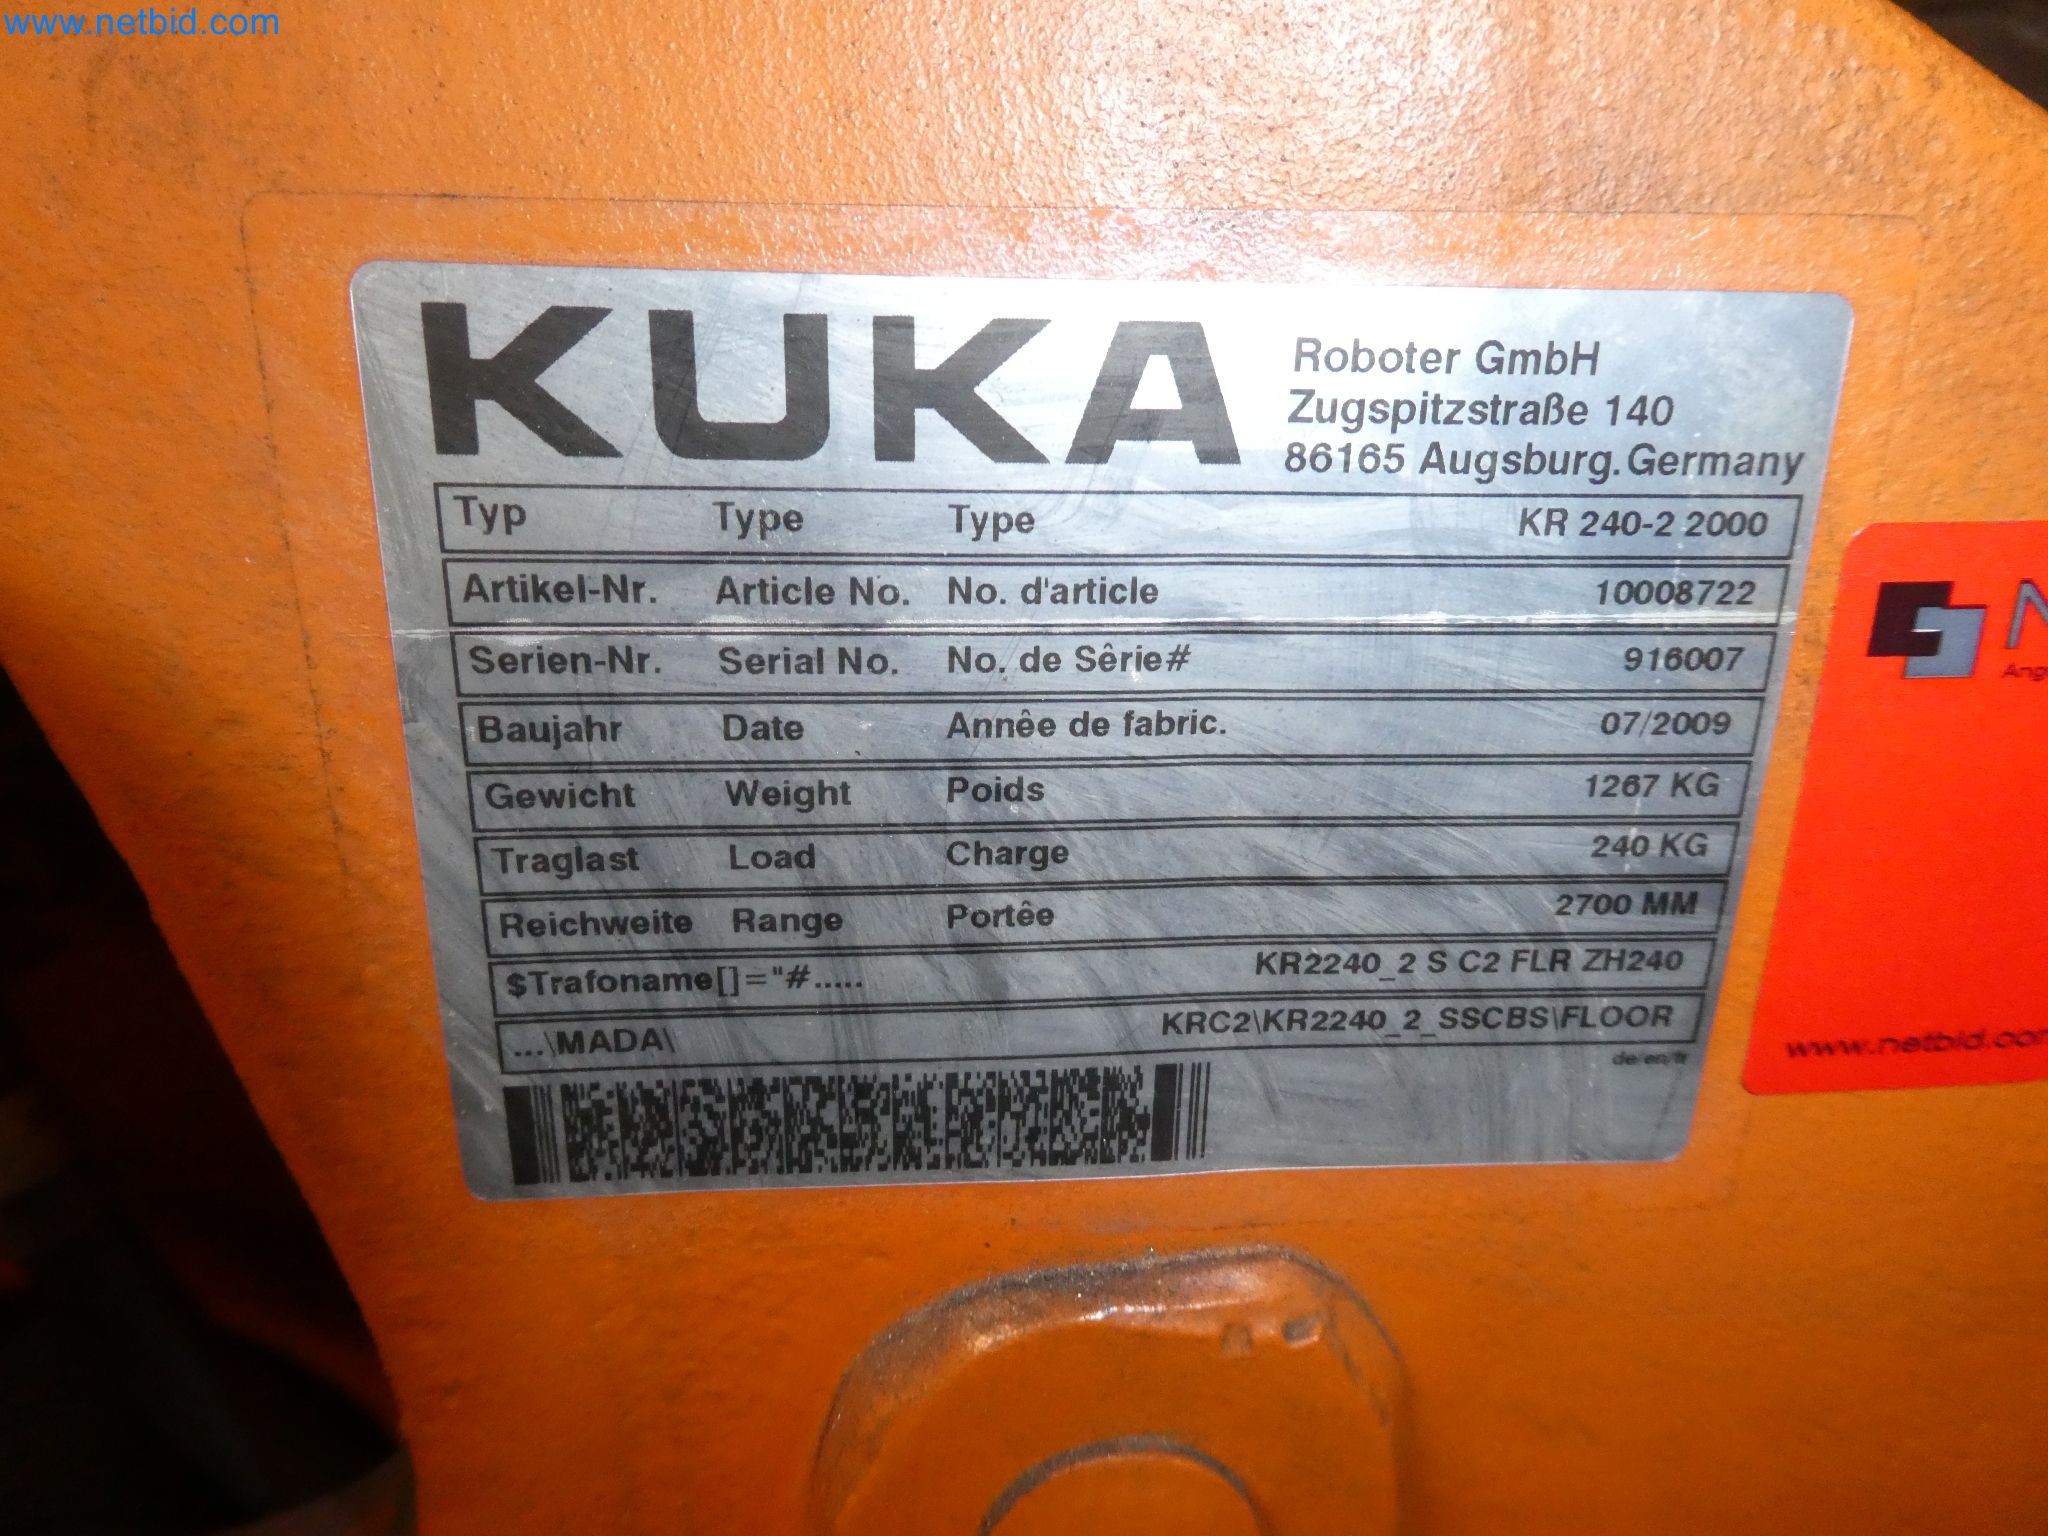 www.netbid.com
KUKA
Roboter GmbH
Zugspitzstraße 140
86165 Augsburg.Germany
Typ Type Type KR 240-2 2000
Artikel-Nr. Article No. No. d'article 10008722
Serien-Nr. Serial No. No. de Sêrie# 916007
Baujahr Date Annêe de fabric. 07/2009
Gewicht Weight Poids 1267 KG
Traglast Load Charge 240 KG
Reichweite Range Portêe 2700 MM
$Trafoname[]="#..... KR2240_2 S C2 FLR ZH240
...\MADA\ KRC2\KR2240_2_SSCBS\FLOOR
de/en/fr
N
Ang
www.netbid.co